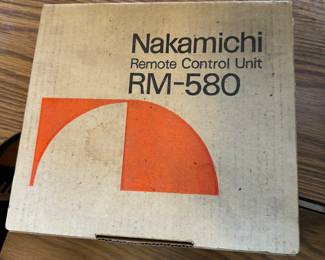 Nakamichi
Remote Control Unit
RM-580